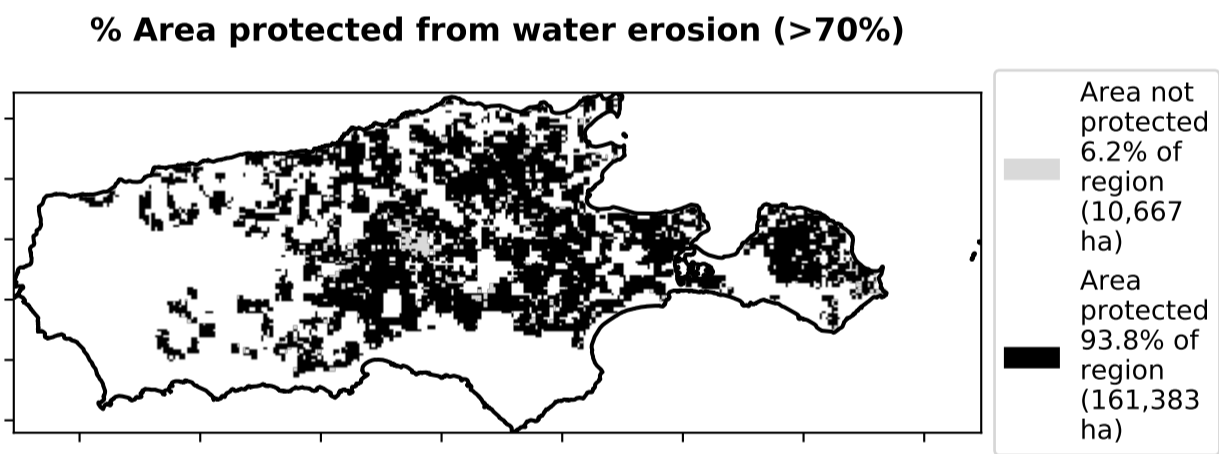 % Area protected from water erosion (>70%)
Area not
protected
6.2% of
region
(10,667
ha)
Area
protected
93.8% of
region
(161,383
ha)